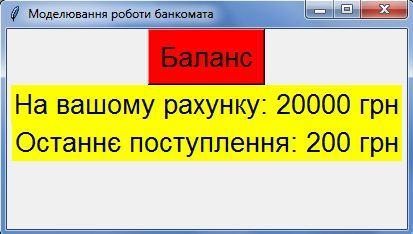 Моделювання роботи банкомата
Баланс
На вашому рахунку: 20000 грн
Останнє поступлення: 200 грн